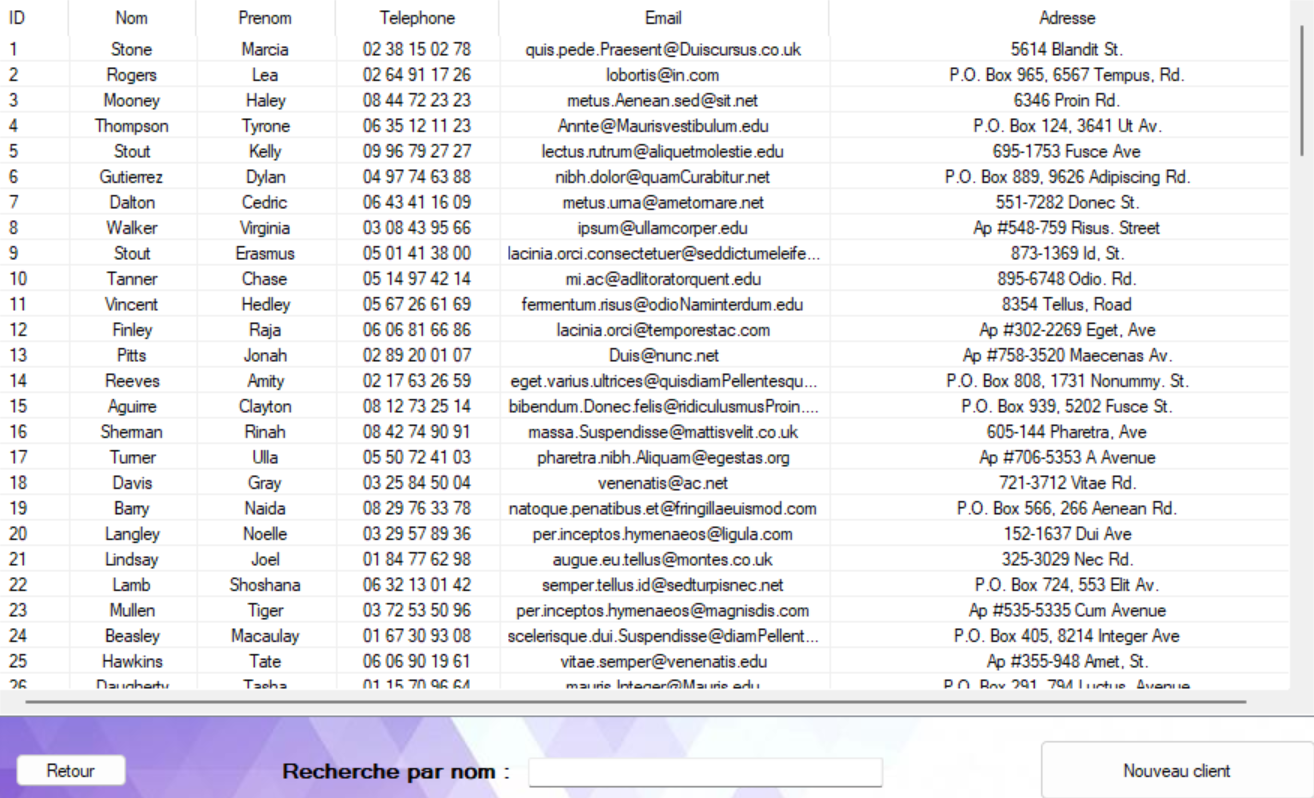 ID Nom Prenom Telephone Email Adresse
1 Stone Marcia 02 38 15 02 78 quis.pede.Praesent@Duiscursus.co.uk 5614 Blandit St.
2 Rogers Lea 02 64 91 17 26 lobortis@in.com P.O. Box 965, 6567 Tempus, Rd.
3 Mooney Haley 08 44 72 23 23 metus.Aenean.sed@sit.net 6346 Proin Rd.
4 Thompson Tyrone 06 35 12 11 23 Annte@Maurisvestibulum.edu P.O. Box 124, 3641 Ut Av.
5 Stout Kelly 09 96 79 27 27 lectus.rutrum@aliquetmolestie.edu 695-1753 Fusce Ave
6 Gutierrez Dylan 04 97 74 63 88 nibh.dolor@quamCurabitur.net P.O. Box 889, 9626 Adipiscing Rd.
7 Dalton Cedric 06 43 41 16 09 metus.urna@ametornare.net 551-7282 Donec St.
8 Walker Virginia 03 08 43 95 66 ipsum@ullamcorper.edu Ap #548-759 Risus. Street
9 Stout Erasmus 05 01 41 38 00 lacinia.orci.consectetuer@seddictumeleife... 873-1369 Id, St.
10 Tanner Chase 05 14 97 42 14 mi.ac@adlitoratorquent.edu 895-6748 Odio. Rd.
11 Vincent Hedley 05 67 26 61 69 fermentum.risus@odioNaminterdum.edu 8354 Tellus, Road
12 Finley Raja 06 06 81 66 86 lacinia.orci@temporestac.com Ap #302-2269 Eget, Ave
13 Pitts Jonah 02 89 20 01 07 Duis@nunc.net Ap #758-3520 Maecenas Av.
14 Reeves Amity 02 17 63 26 59 eget.varius.ultrices@quisdiamPellentesqu... P.O. Box 808, 1731 Nonummy. St.
15 Aguirre Clayton 08 12 73 25 14 bibendum.Donec.felis@ridiculusmusProin.... P.O. Box 939, 5202 Fusce St.
16 Sherman Rinah 08 42 74 90 91 massa.Suspendisse@mattisvelit.co.uk 605-144 Pharetra, Ave
17 Turner Ulla 05 50 72 41 03 pharetra.nibh.Aliquam@egestas.org Ap #706-5353 A Avenue
18 Davis Gray 03 25 84 50 04 venenatis@ac.net 721-3712 Vitae Rd.
19 Barry Naida 08 29 76 33 78 natoque.penatibus.et@fringillaeuismod.com P.O. Box 566, 266 Aenean Rd.
20 Langley Noelle 03 29 57 89 36 per.inceptos.hymenaeos@ligula.com 152-1637 Dui Ave
21 Lindsay Joel 01 84 77 62 98 augue.eu.tellus@montes.co.uk 325-3029 Nec Rd.
22 Lamb Shoshana 06 32 13 01 42 semper.tellus.id@sedturpisnec.net P.O. Box 724, 553 Elit Av.
23 Mullen Tiger 03 72 53 50 96 per.inceptos.hymenaeos@magnisdis.com Ap #535-5335 Cum Avenue
24 Beasley Macaulay 01 67 30 93 08 scelerisque.dui.Suspendisse@diamPellent... P.O. Box 405, 8214 Integer Ave
25 Hawkins Tate 06 06 90 19 61 vitae.semper@venenatis.edu Ap #355-948 Amet, St.
26 Daugherty Tasha 01 15 70 96 64 mauris.Integer@Mauris.edu P.O. Box 291, 794 Luctus, Avenue
Retour Recherche par nom : Nouveau client